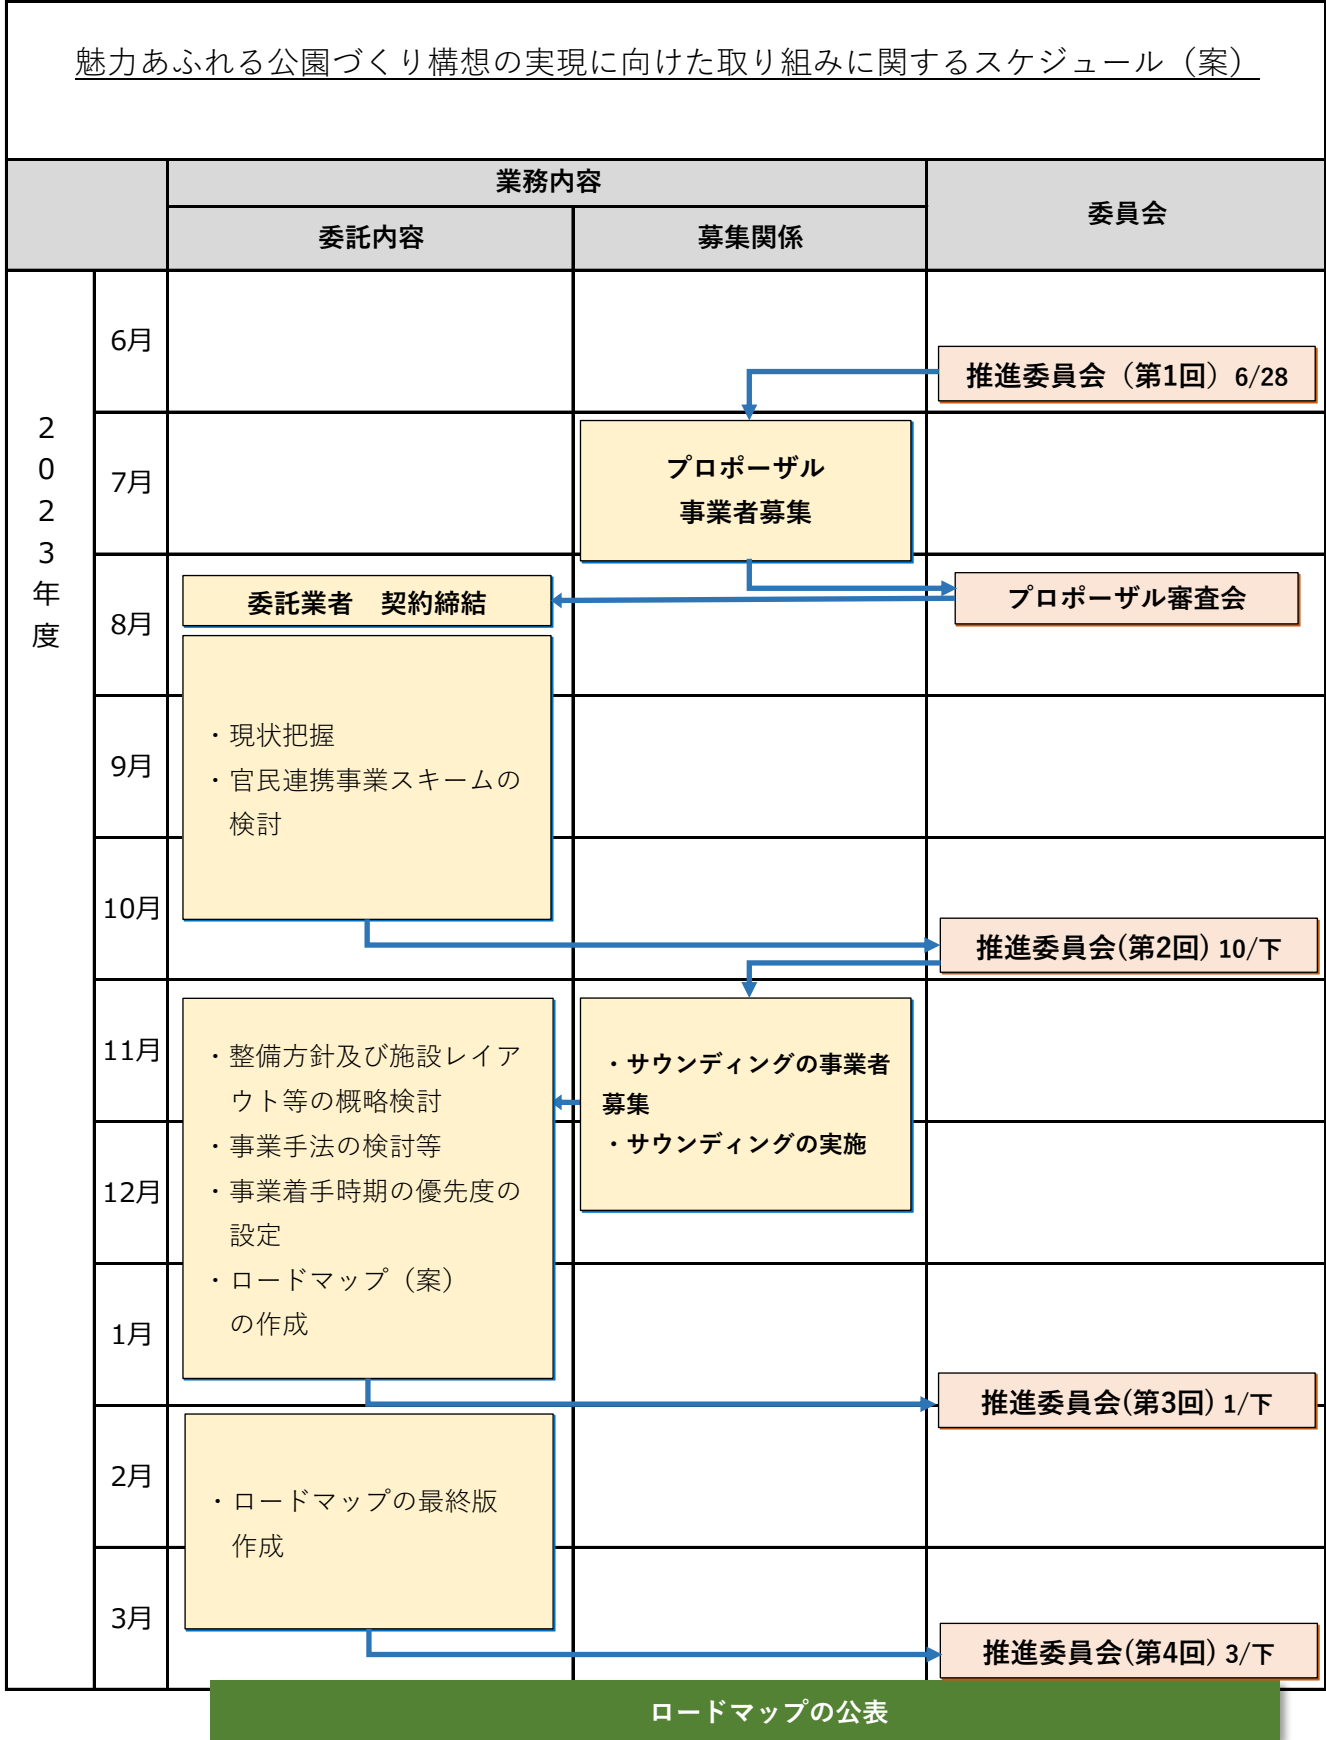 魅力あふれる公園づくり構想の実現に向けた取り組みに関するスケジュール（案）
業務内容
委員会
委託内容
募集関係
2023年度
6月
推進委員会（第1回）6/28
7月
プロポーザル
事業者募集
8月
委託業者　契約締結
プロポーザル審査会
・現状把握
・官民連携事業スキームの
検討
9月
10月
推進委員会(第2回) 10/下
11月
・整備方針及び施設レイア
ウト等の概略検討
・事業手法の検討等
・事業着手時期の優先度の
設定
・ロードマップ（案）
の作成
・サウンディングの事業者
募集
・サウンディングの実施
12月
1月
推進委員会(第3回) 1/下
2月
・ロードマップの最終版
作成
3月
推進委員会(第4回) 3/下
ロードマップの公表